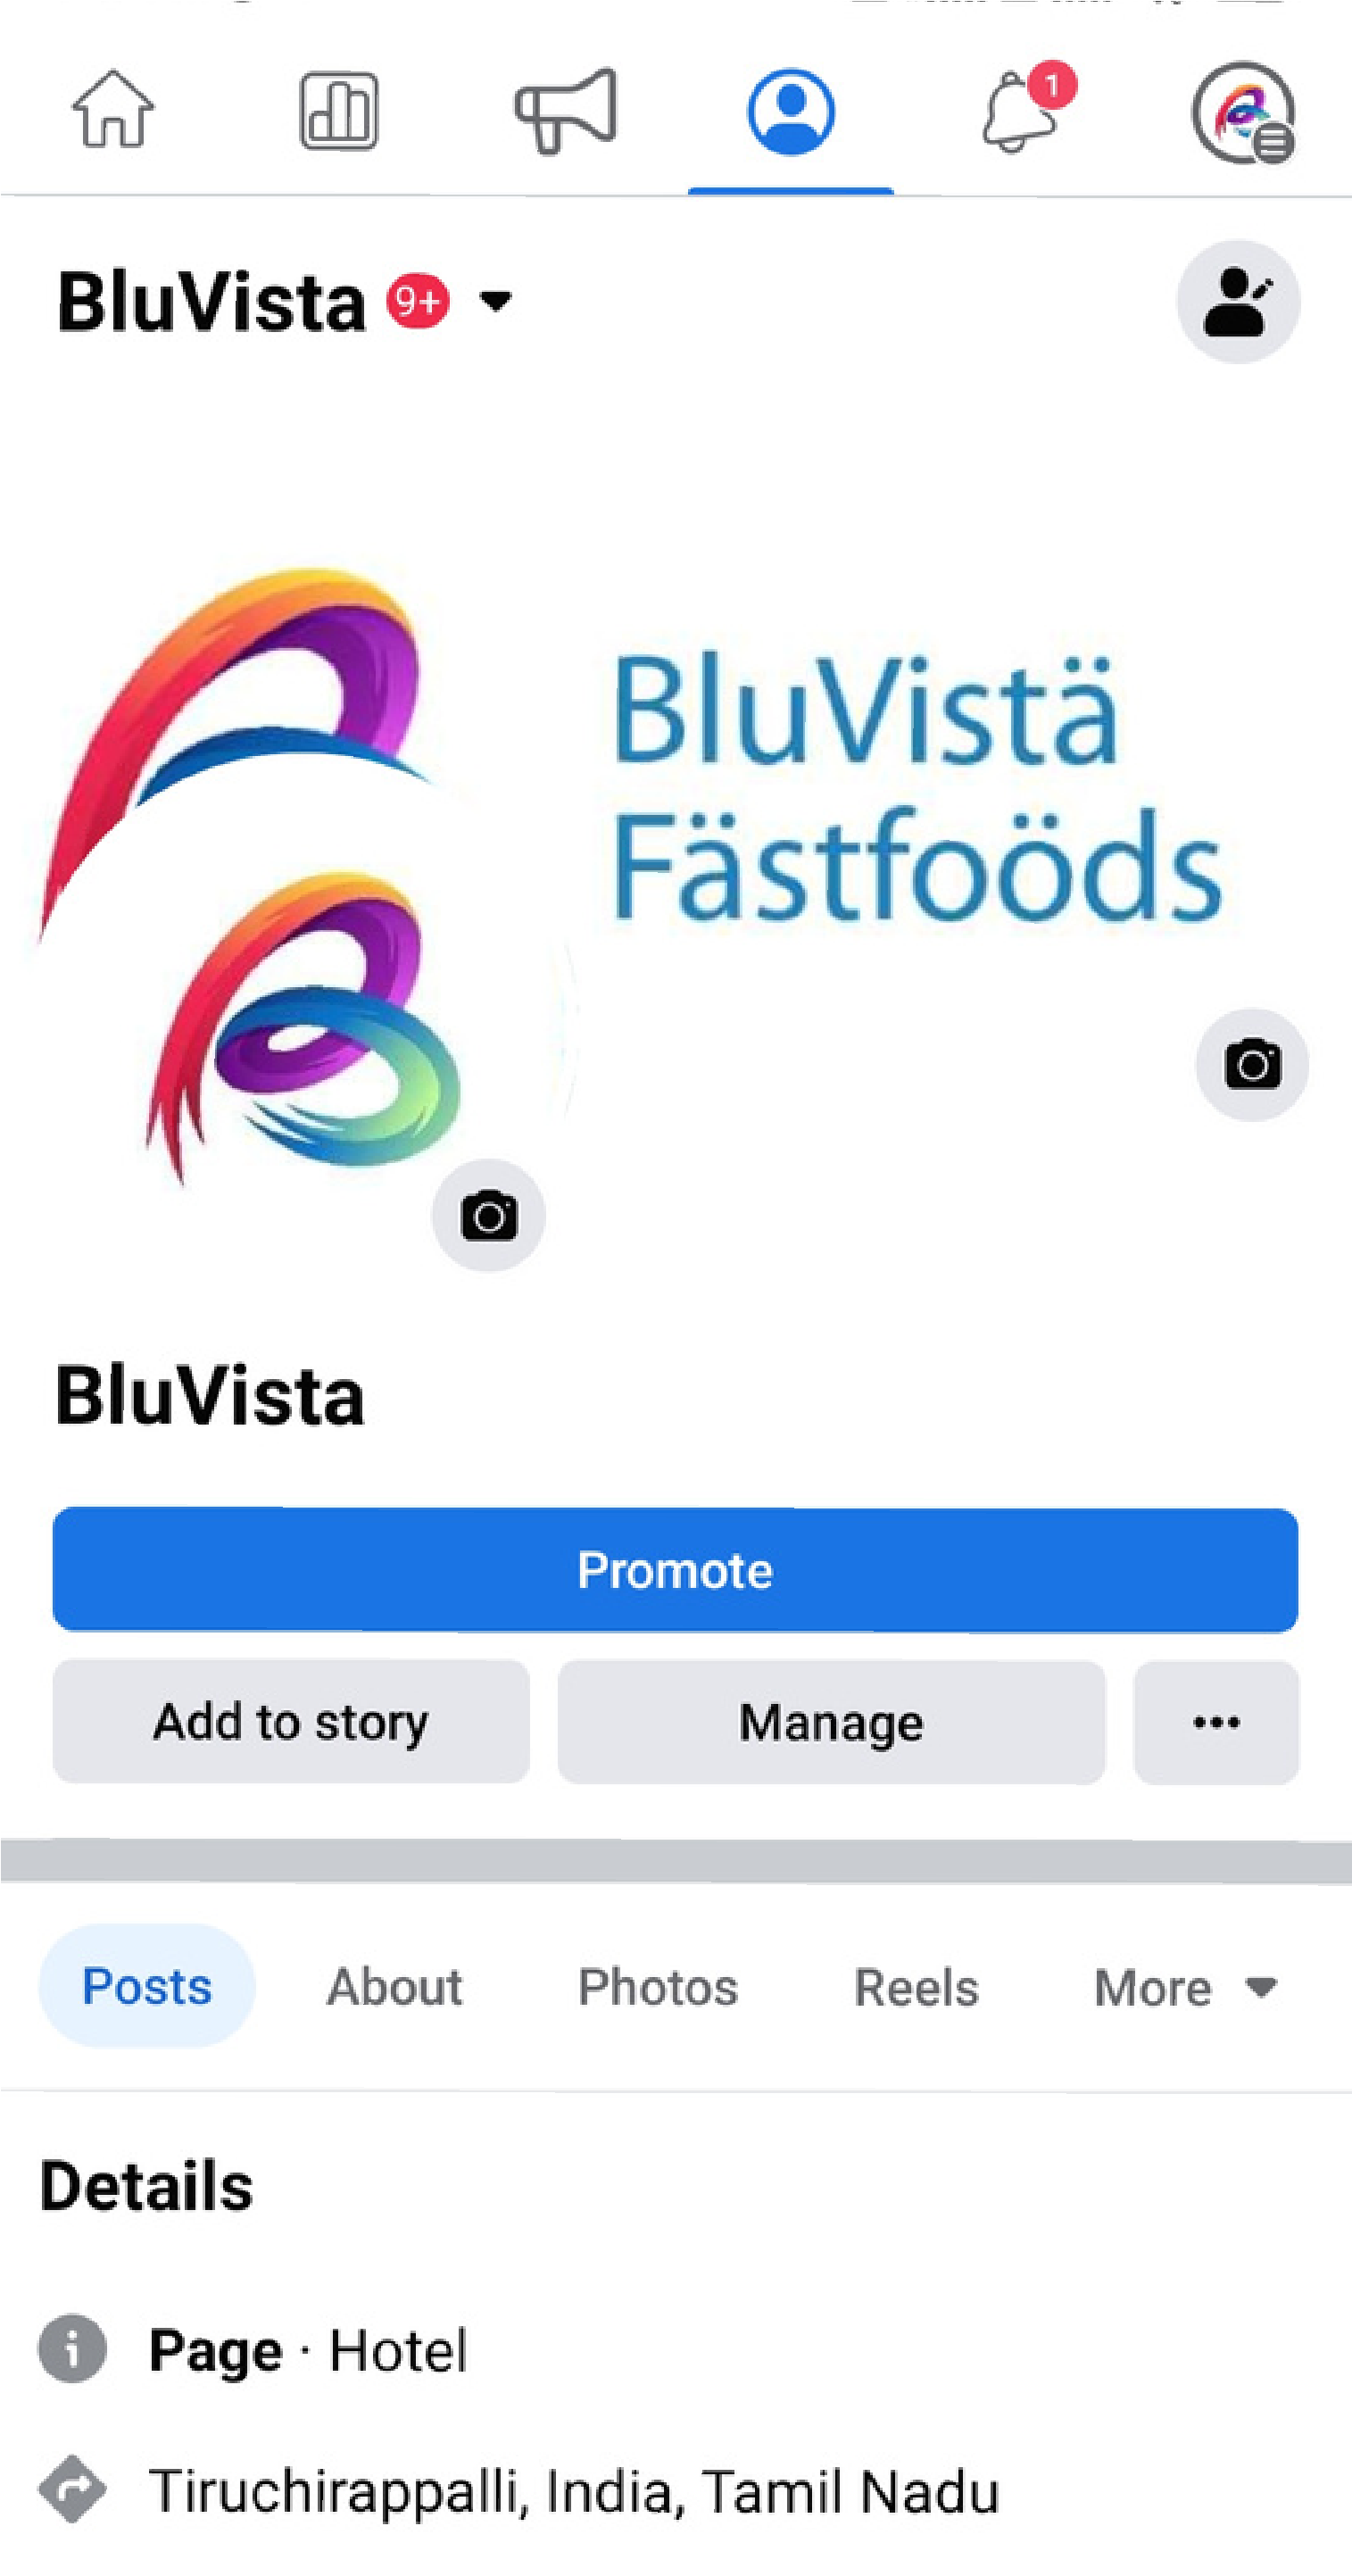 1
BluVista 9+
BluVistä
Fästfoöds
BluVista
Promote
Add to story Manage ...
Posts About Photos Reels More
Details
Page · Hotel
Tiruchirappalli, India, Tamil Nadu